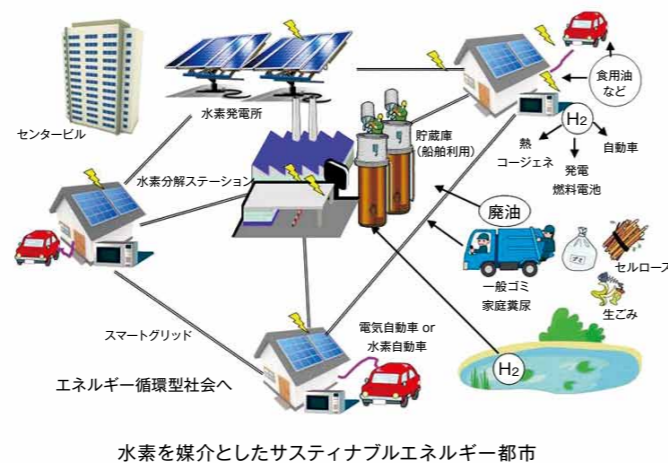 センタービル
水素発電所
食用油
など
H2
熱
コージェネ
発電
燃料電池
自動車
貯蔵庫
(船舶利用)
水素分解ステーション
廃油
ゴミ
セルロース
一般ゴミ
家庭糞尿
生ごみ
スマートグリッド
電気自動車 or
水素自動車
H2
エネルギー循環型社会へ
水素を媒介としたサスティナブルエネルギー都市